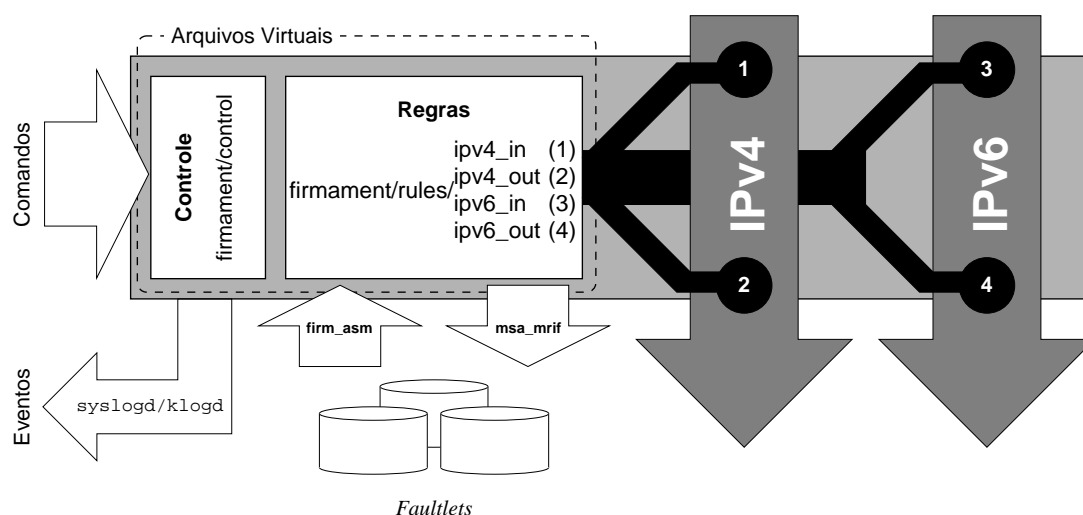 Arquivos Virtuais
Comandos
Controle
firmament/control
Regras
firmament/rules/
ipv4_in (1)
ipv4_out (2)
ipv6_in (3)
ipv6_out (4)
1
2
IPv4
3
4
IPv6
firm_asm
msa_mrif
Eventos
syslogd/klogd
Faultlets